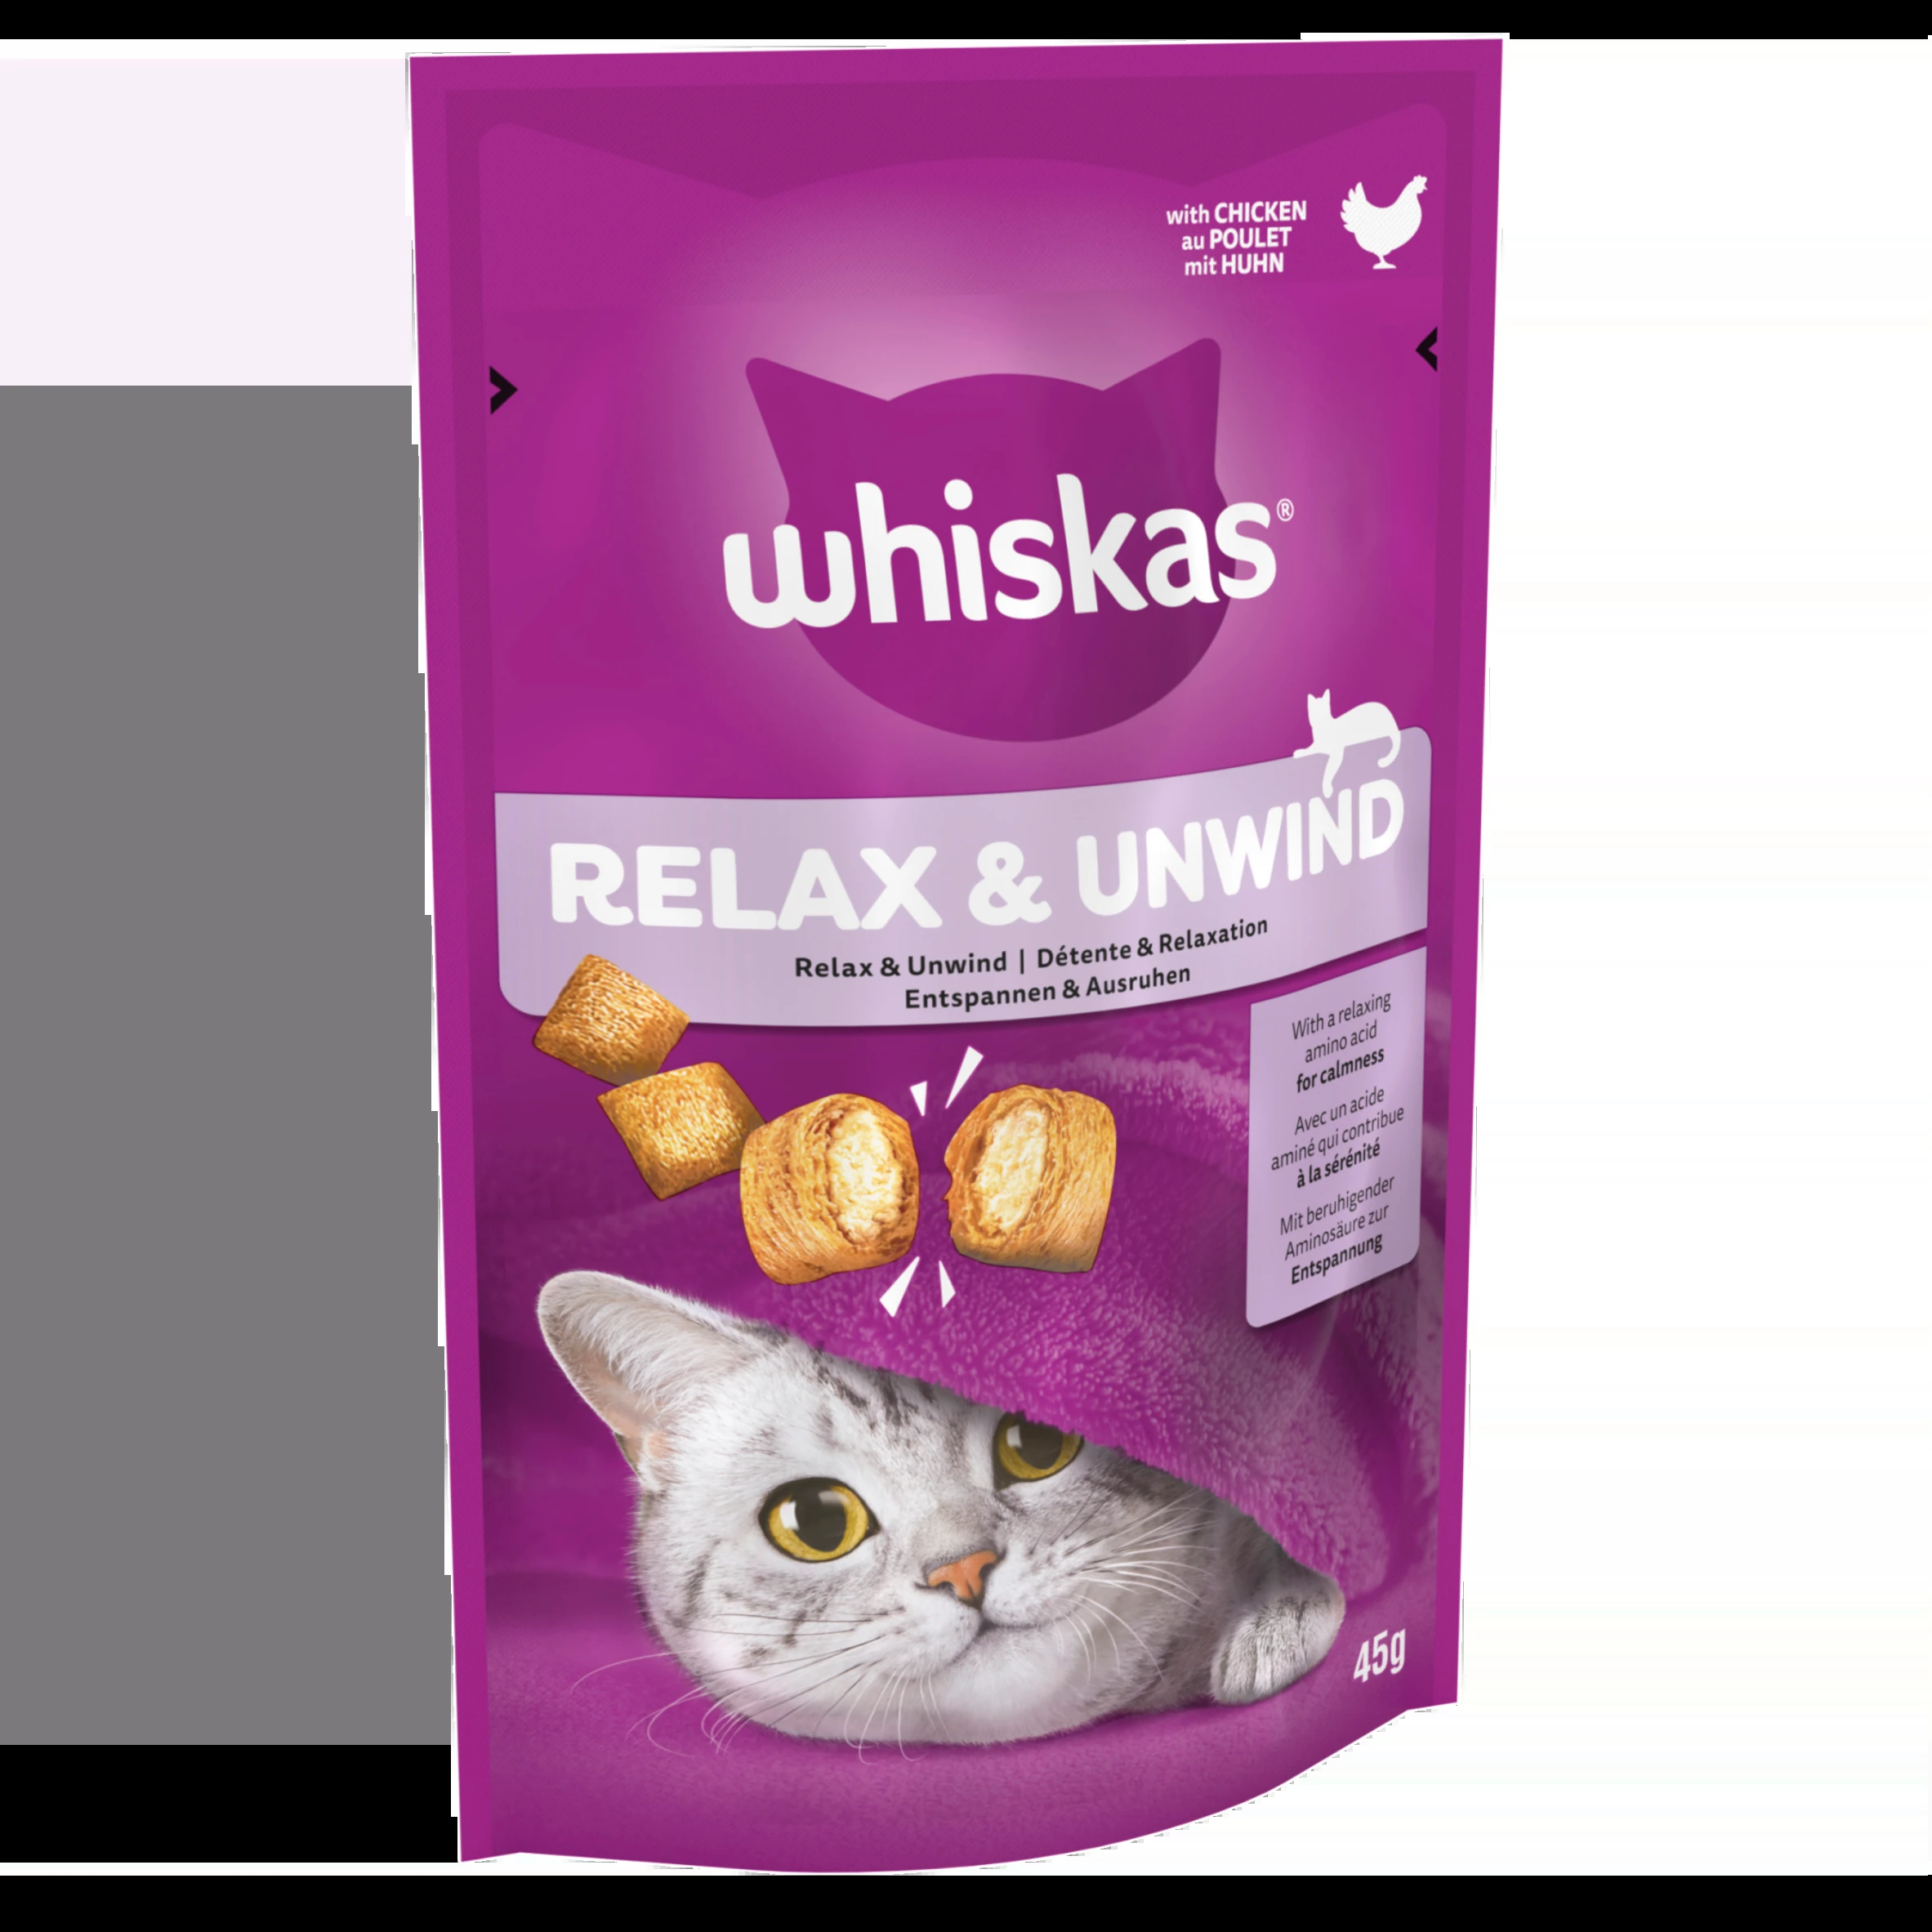 with CHICKEN
au POULET
mit HUHN
whiskas®
RELAX & UNWIND
Relax & Unwind | Détente & Relaxation
Entspannen & Ausruhen
With a relaxing
amino acid
for calmness
Avec un acide
aminé qui contribue
à la sérénité
Mit beruhigender
Aminosäure zur
Entspannung
45g